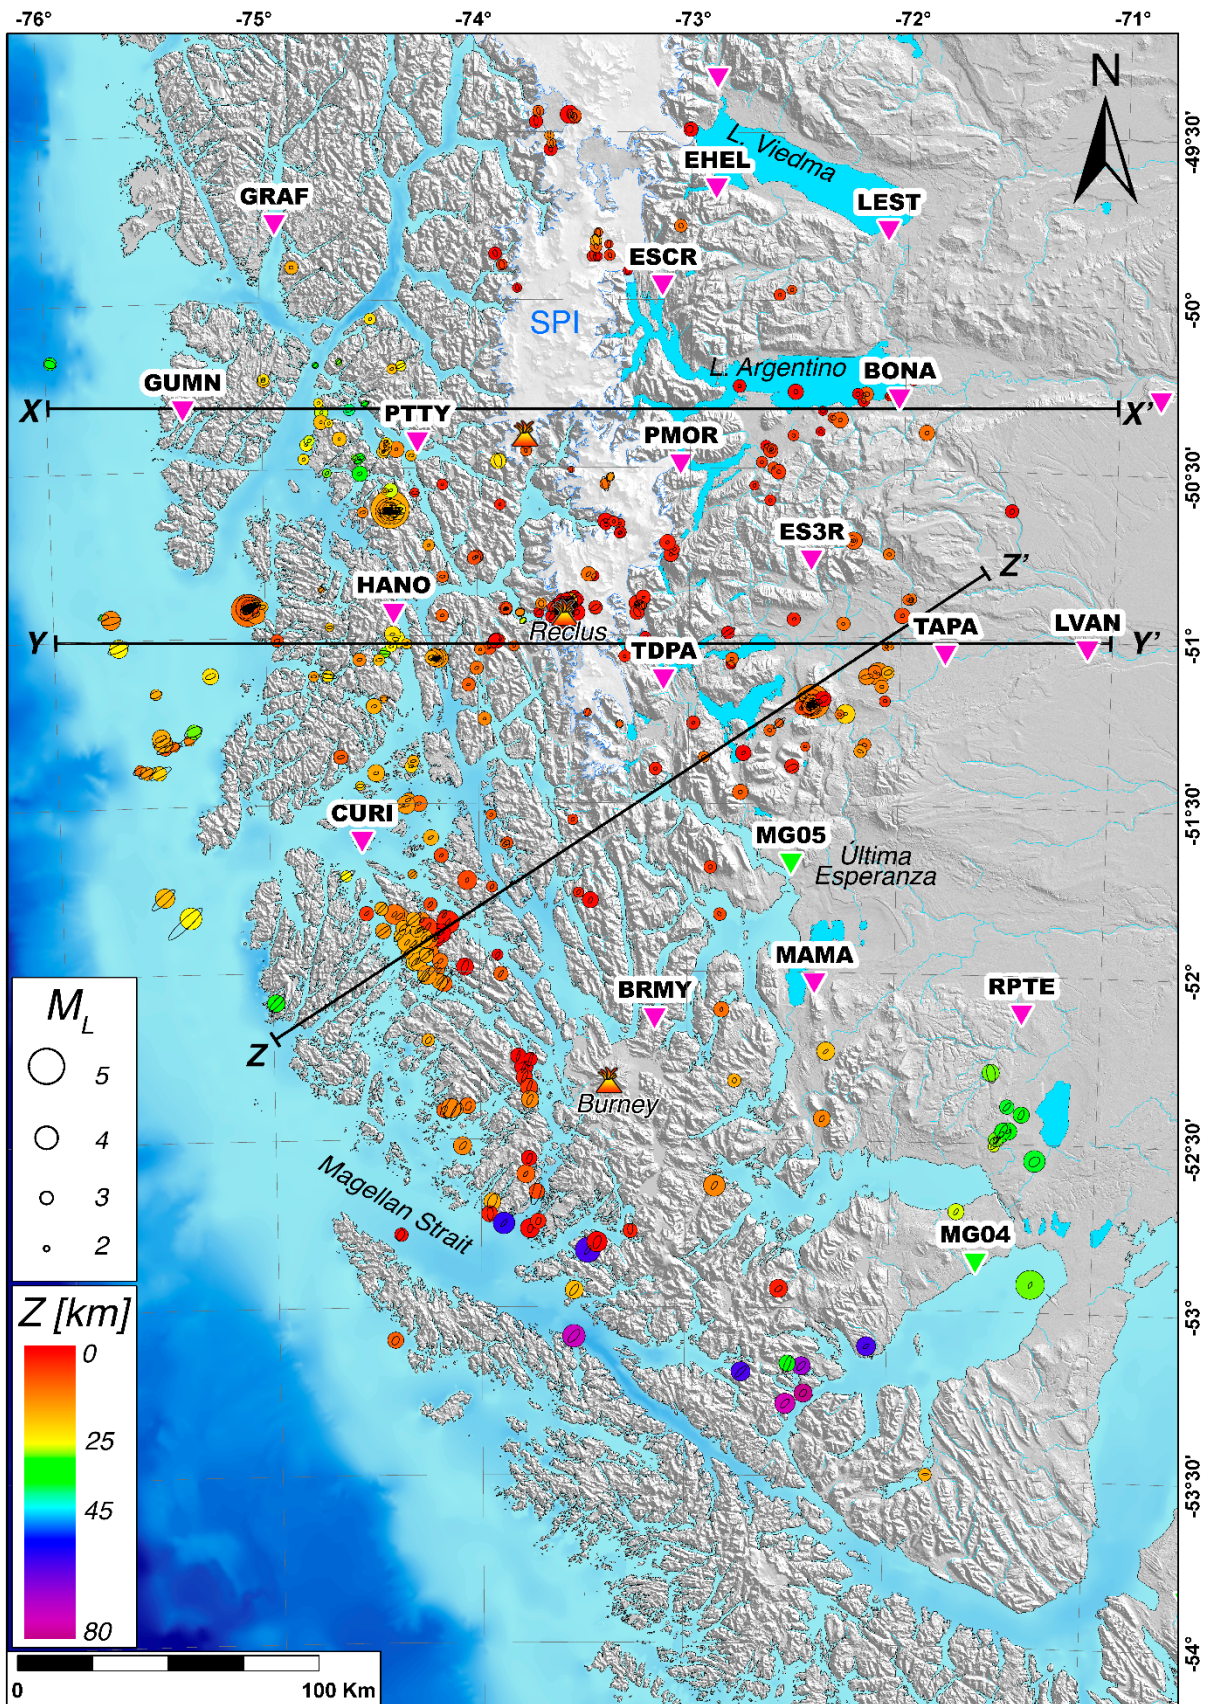 -76°
-75°
-74°
-73°
-72°
-71°
N
-49°30'
L. Viedma
EHEL
GRAF
LEST
ESCR
-50°
SPI
L. Argentino
BONA
GUMN
X
X'
PTTY
PMOR
-50°30'
ES3R
Z'
HANO
Reclus
TAPA
LVAN
Y
Y'
-51°
TDPA
CURI
-51°30'
MG05
Última
Esperanza
MAMA
-52°
BRMY
RPTE
Z
Burney
-52°30'
Magellan Strait
MG04
-53°
-53°30'
-54°
M_L
5
4
3
2
Z [km]
0
25
45
80
0
100 Km